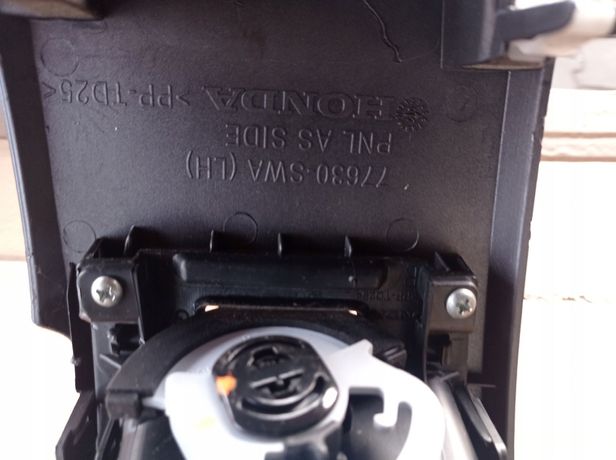 HONDA >PP-TD25<
PNL AS SIDE
77630-SWA (LH)